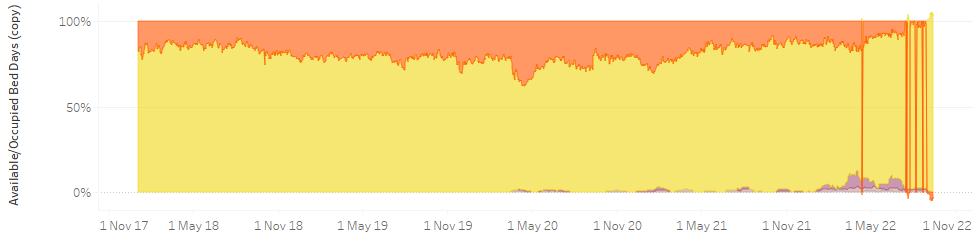 Available/Occupied Bed Days (copy)
100%
50%
0%
1 Nov 17 1 May 18 1 Nov 18 1 May 19 1 Nov 19 1 May 20 1 Nov 20 1 May 21 1 Nov 21 1 May 22 1 Nov 22